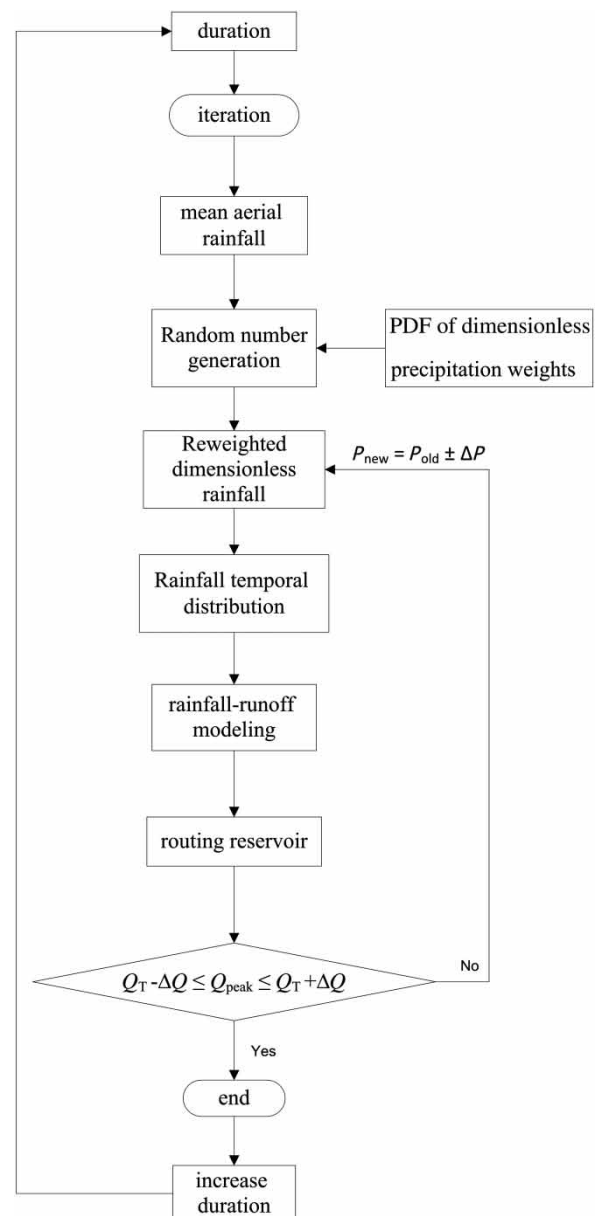 duration
iteration
mean aerial
rainfall
Random number
generation
PDF of dimensionless
precipitation weights
Reweighted
dimensionless
rainfall
Pnew = Pold ± ΔP
Rainfall temporal
distribution
rainfall-runoff
modeling
routing reservoir
QT -ΔQ ≤ Qpeak ≤ QT +ΔQ
No
Yes
end
increase
duration